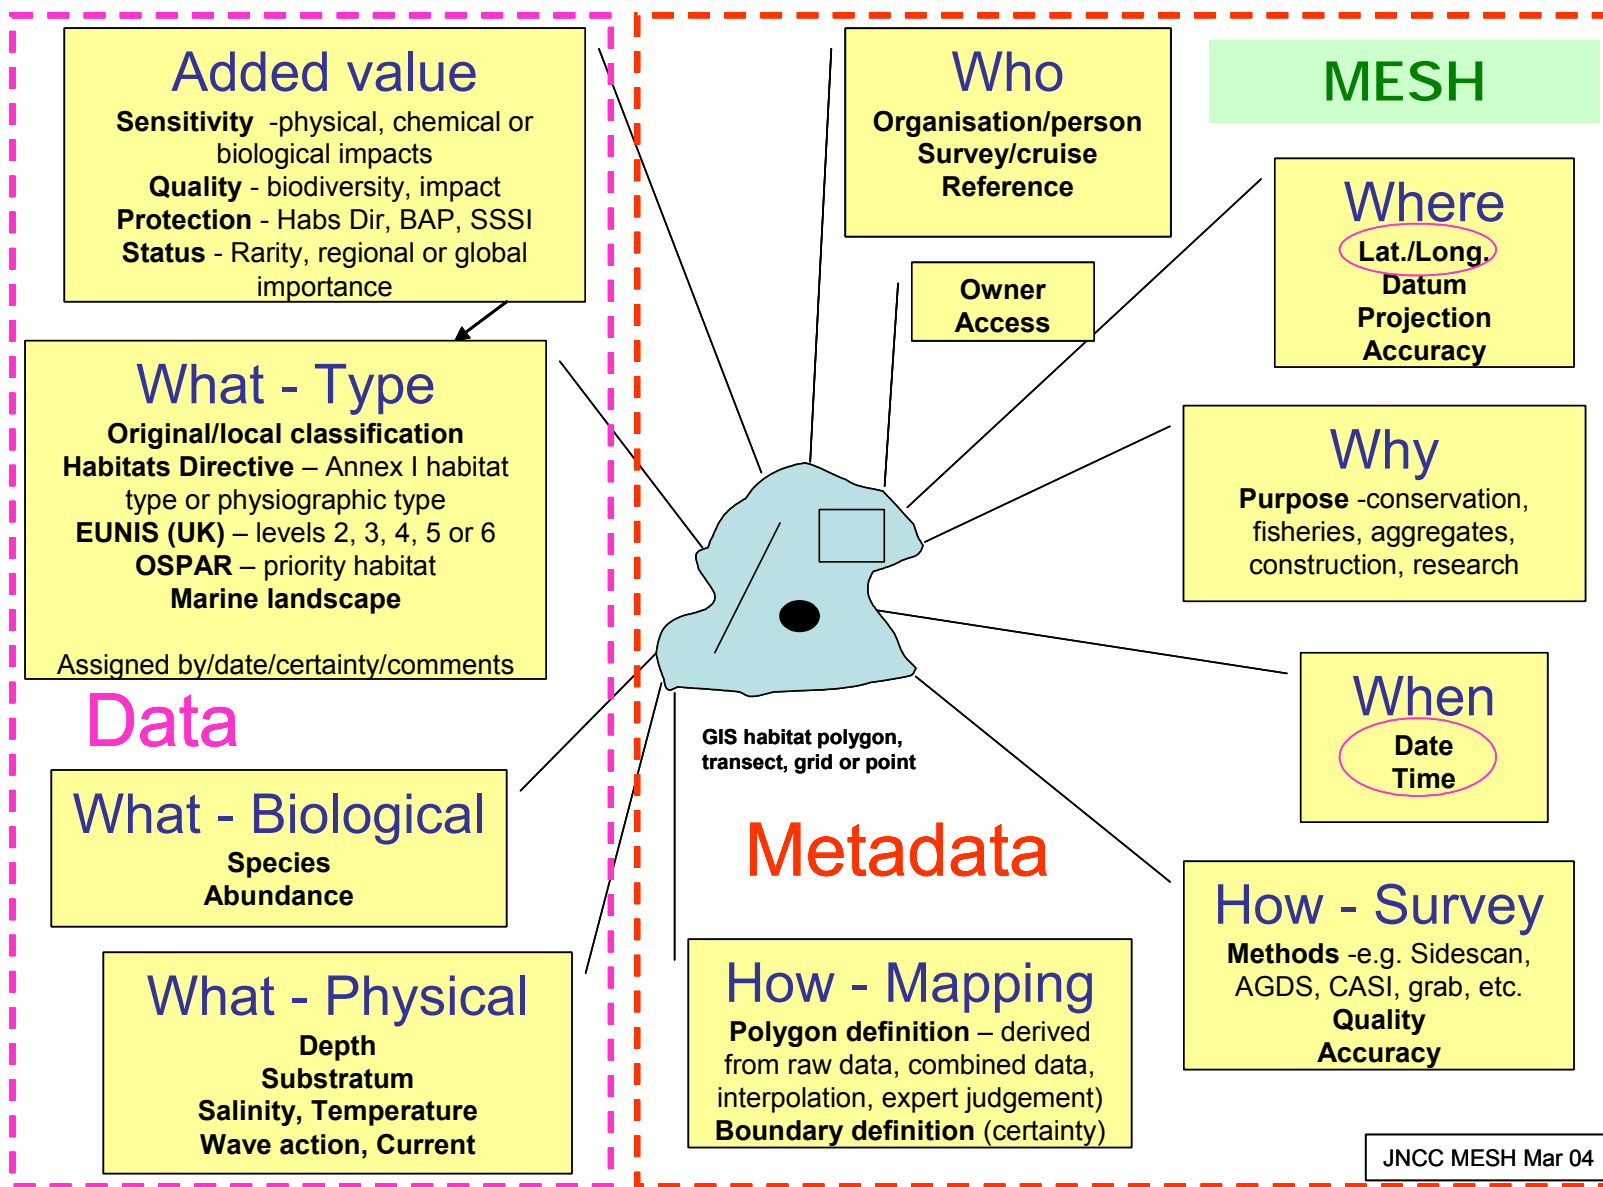 Added value
Sensitivity -physical, chemical or
biological impacts
Quality - biodiversity, impact
Protection - Habs Dir, BAP, SSSI
Status - Rarity, regional or global
importance
What - Type
Original/local classification
Habitats Directive – Annex I habitat
type or physiographic type
EUNIS (UK) – levels 2, 3, 4, 5 or 6
OSPAR – priority habitat
Marine landscape
Assigned by/date/certainty/comments
Data
What - Biological
Species
Abundance
What - Physical
Depth
Substratum
Salinity, Temperature
Wave action, Current
Who
Organisation/person
Survey/cruise
Reference
Owner
Access
MESH
Where
Lat./Long.
Datum
Projection
Accuracy
Why
Purpose -conservation,
fisheries, aggregates,
construction, research
When
Date
Time
GIS habitat polygon,
transect, grid or point
Metadata
How - Mapping
Polygon definition – derived
from raw data, combined data,
interpolation, expert judgement)
Boundary definition (certainty)
How - Survey
Methods -e.g. Sidescan,
AGDS, CASI, grab, etc.
Quality
Accuracy
JNCC MESH Mar 04